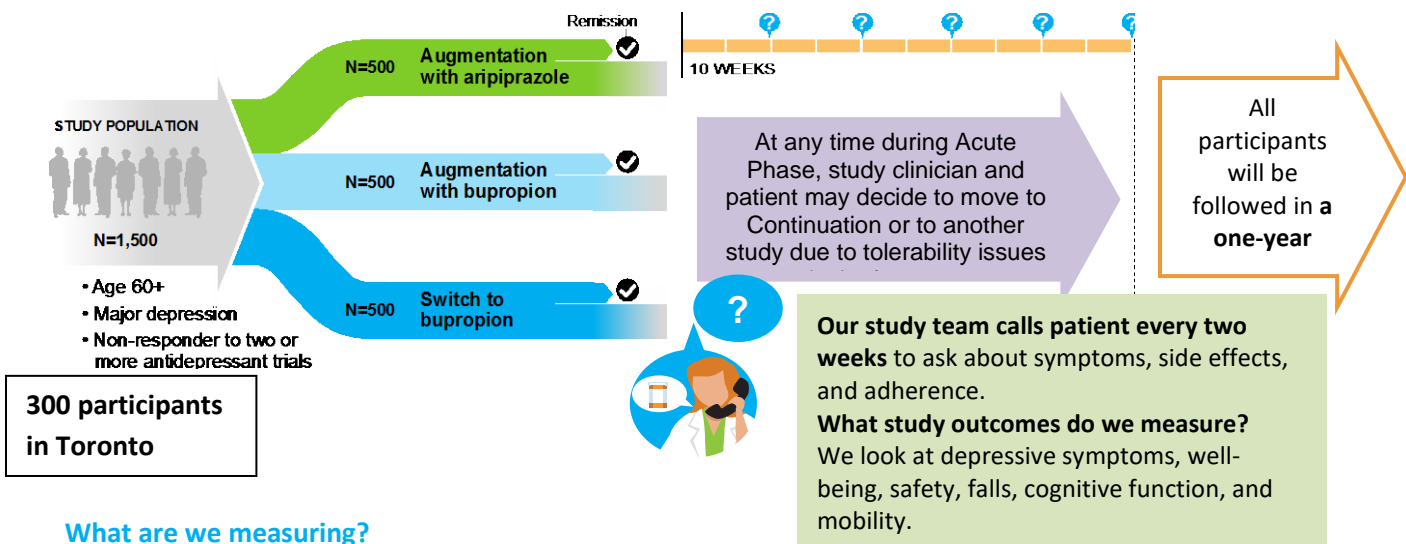 Remission
N=500
Augmentation
with aripiprazole
? ? ? ? ?
10 WEEKS
STUDY POPULATION
N=1,500
• Age 60+
• Major depression
• Non-responder to two or
more antidepressant trials
N=500
Augmentation
with bupropion
N=500
Switch to
bupropion
300 participants
in Toronto
At any time during Acute
Phase, study clinician and
patient may decide to move to
Continuation or to another
study due to tolerability issues
All
participants
will be
followed in a
one-year
?
Our study team calls patient every two
weeks to ask about symptoms, side effects,
and adherence.
What study outcomes do we measure?
We look at depressive symptoms, well-
being, safety, falls, cognitive function, and
mobility.
What are we measuring?